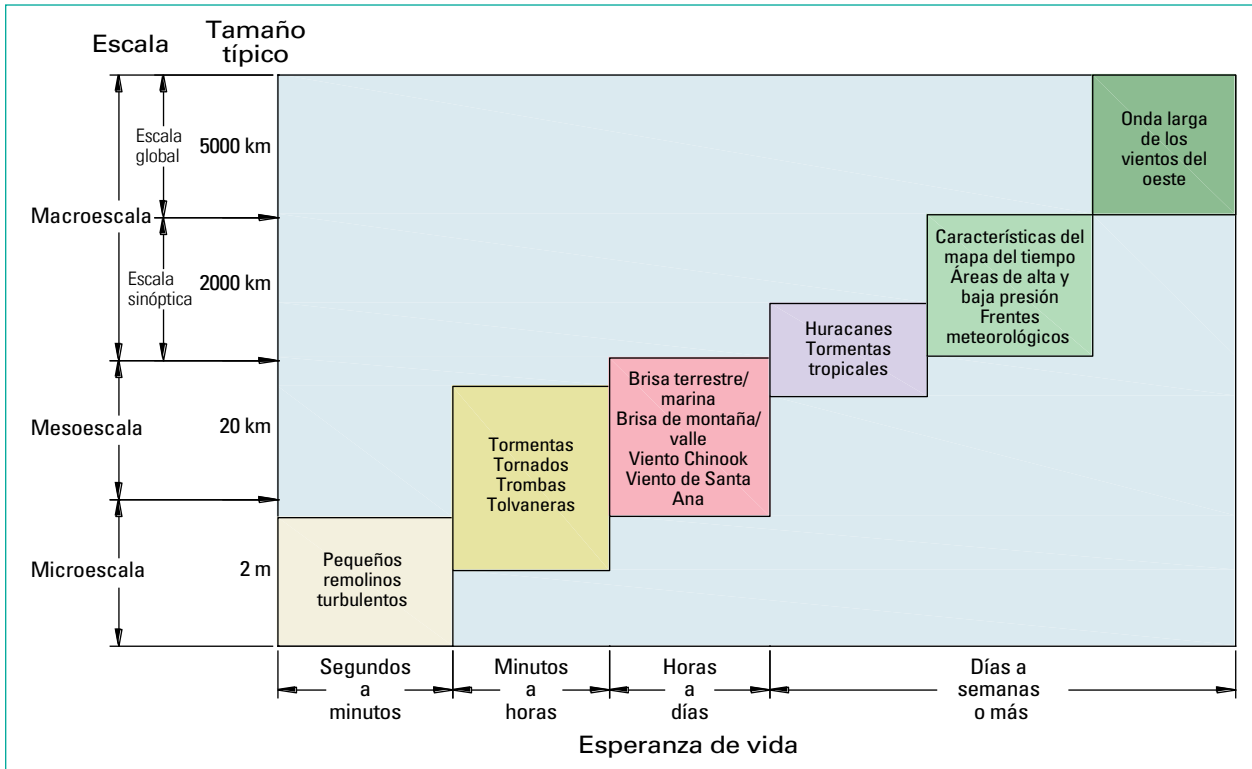 Escala
Tamaño
típico
Macroescala
Escala
global
5000 km
Escala
sinóptica
2000 km
Mesoescala
20 km
Microescala
2 m
Pequeños
remolinos
turbulentos
Tormentas
Tornados
Trombas
Tolvaneras
Brisa terrestre/
marina
Brisa de montaña/
valle
Viento Chinook
Viento de Santa
Ana
Huracanes
Tormentas
tropicales
Características del
mapa del tiempo
Áreas de alta y
baja presión
Frentes
meteorológicos
Onda larga
de los
vientos del
oeste
Segundos
a
minutos
Minutos
a
horas
Horas
a
días
Días a
semanas
o más
Esperanza de vida